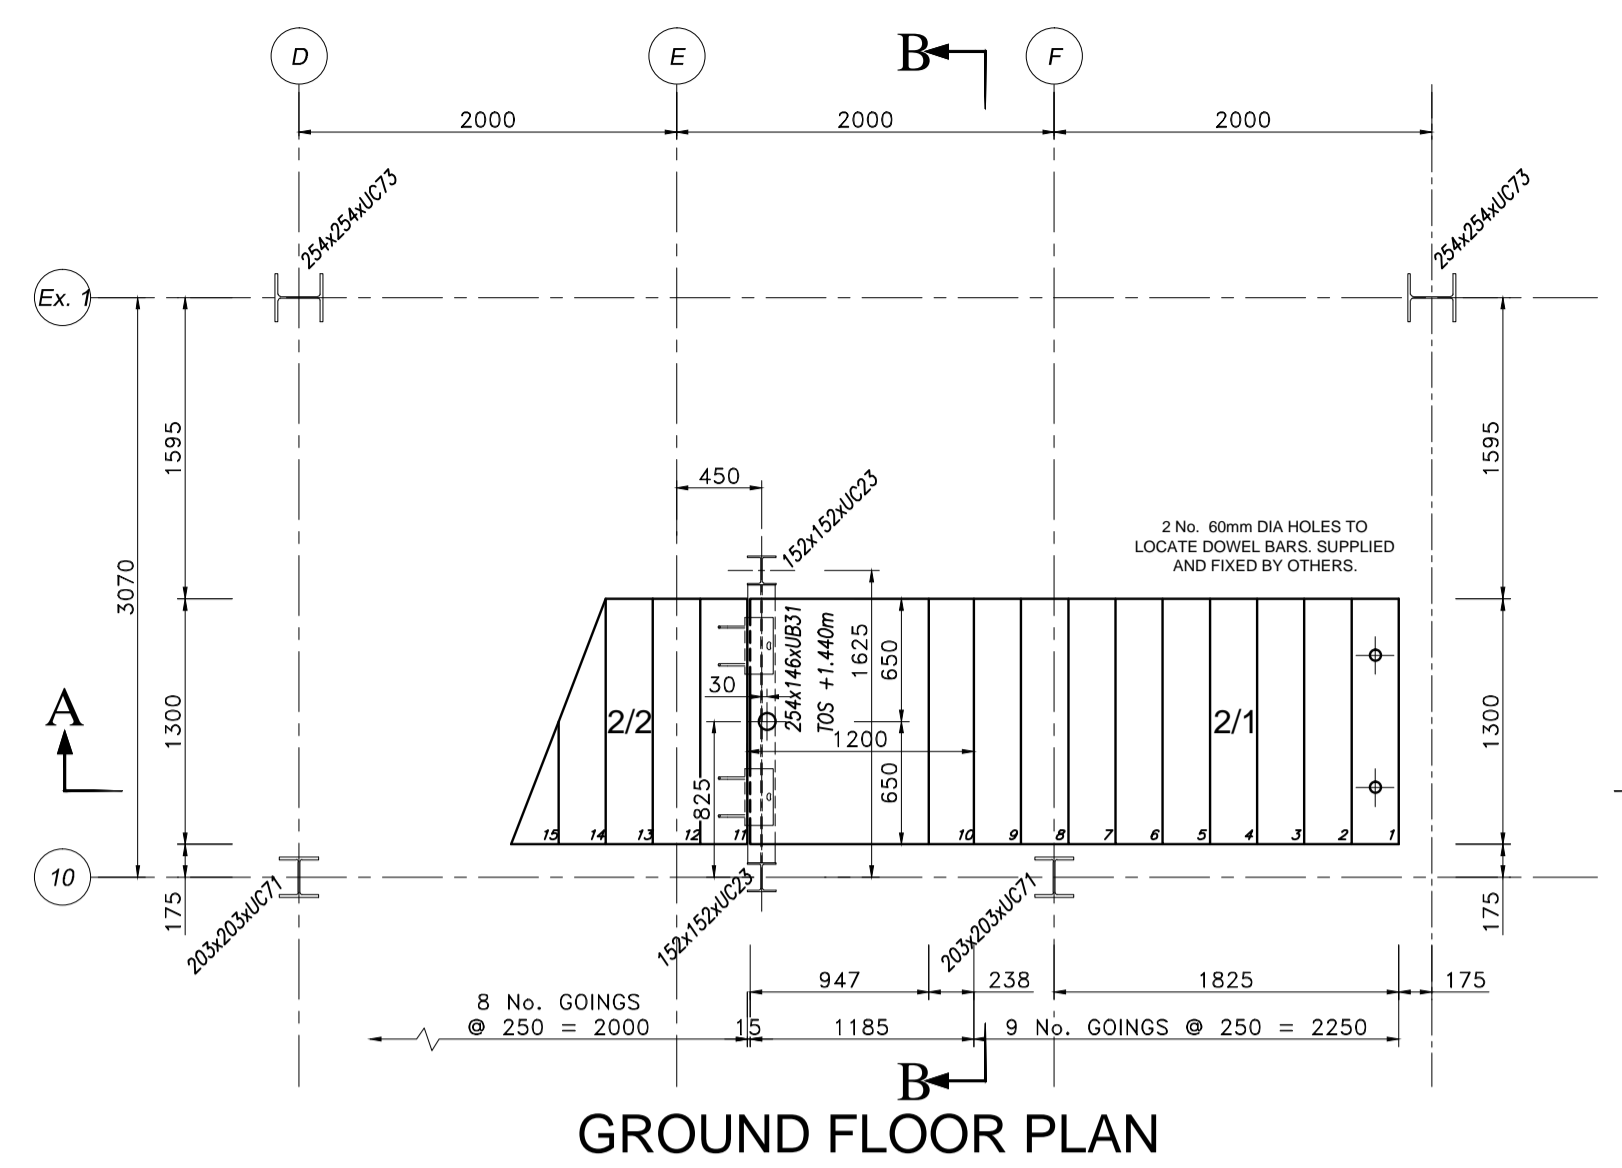 D
E
B
F
2000
2000
2000
254x254xUC73
254x254xUC73
Ex. 1
1595
1595
450
152x152xUC23
2 No. 60mm DIA HOLES TO
LOCATE DOWEL BARS. SUPPLIED
AND FIXED BY OTHERS.
3070
254x146xUB31
TOS +1.440m
1625
650
30
A
1300
2/2
1200
2/1
1300
825
650
15
14
13
12
11
10
9
8
7
6
5
4
3
2
1
10
175
203x203xUC71
152x152xUC23
203x203xUC71
175
947
238
1825
175
8 No. GOINGS
@ 250 = 2000
15
1185
9 No. GOINGS @ 250 = 2250
B
GROUND FLOOR PLAN